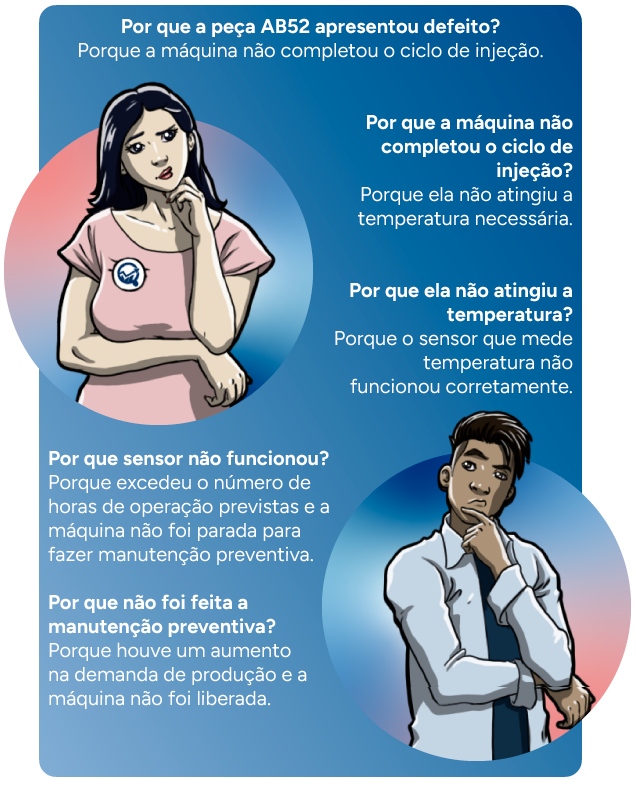 Por que a peça AB52 apresentou defeito?
Porque a máquina não completou o ciclo de injeção.
Por que a máquina não
completou o ciclo de
injeção?
Porque ela não atingiu a
temperatura necessária.
Por que ela não atingiu a
temperatura?
Porque o sensor que mede
temperatura não
funcionou corretamente.
Por que sensor não funcionou?
Porque excedeu o número de
horas de operação previstas e a
máquina não foi parada para
fazer manutenção preventiva.
Por que não foi feita a
manutenção preventiva?
Porque houve um aumento
na demanda de produção e a
máquina não foi liberada.